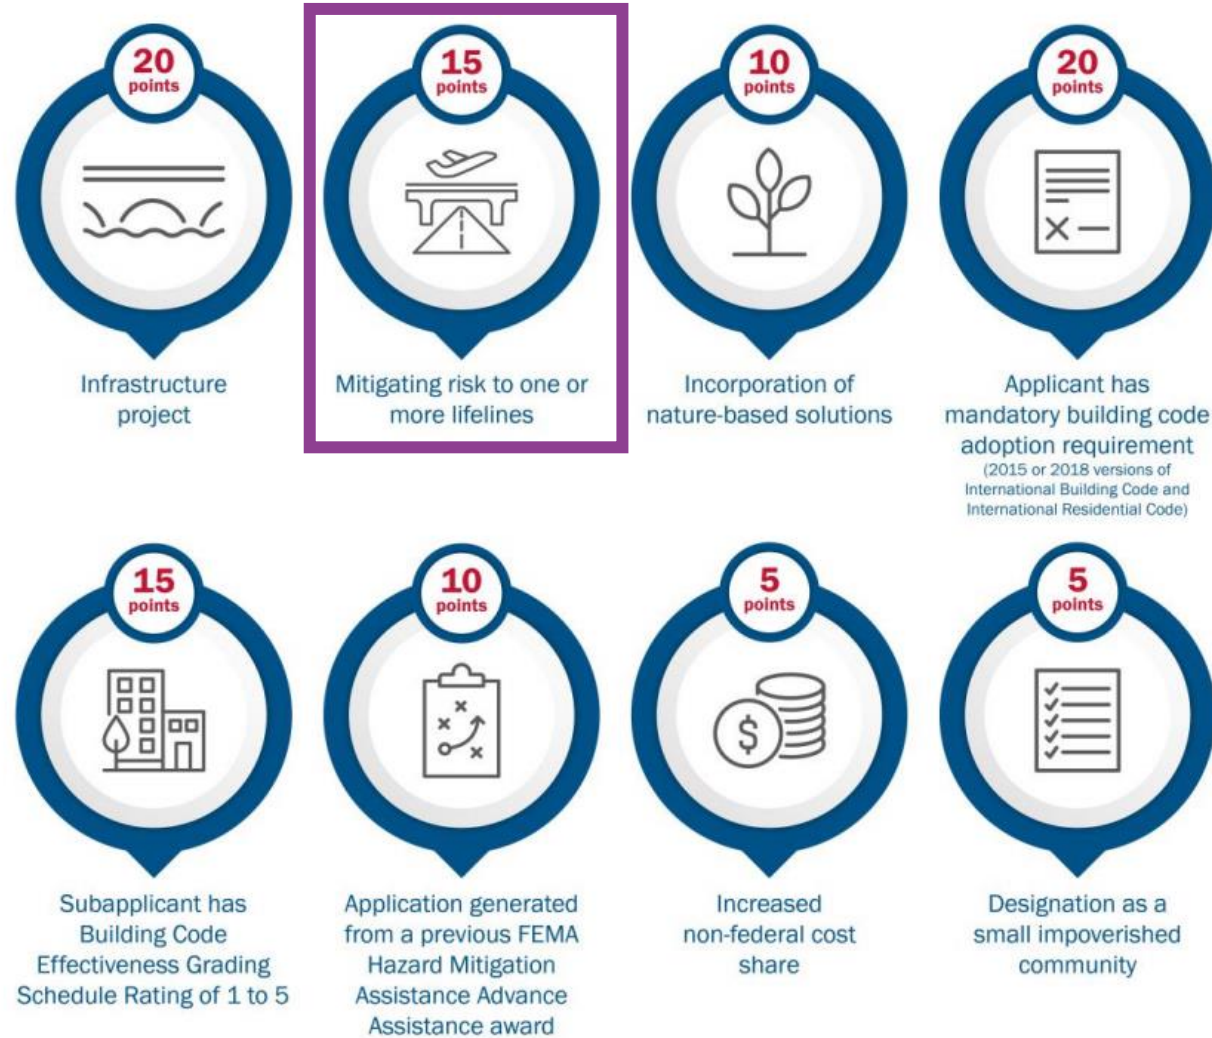 20
points
Infrastructure
project
15
points
Mitigating risk to one or
more lifelines
10
points
Incorporation of
nature-based solutions
20
points
Applicant has
mandatory building code
adoption requirement
(2015 or 2018 versions of
International Building Code and
International Residential Code)
15
points
Subapplicant has
Building Code
Effectiveness Grading
Schedule Rating of 1 to 5
10
points
Application generated
from a previous FEMA
Hazard Mitigation
Assistance Advance
Assistance award
5
points
$
Increased
non-federal cost
share
5
points
Designation as a
small impoverished
community